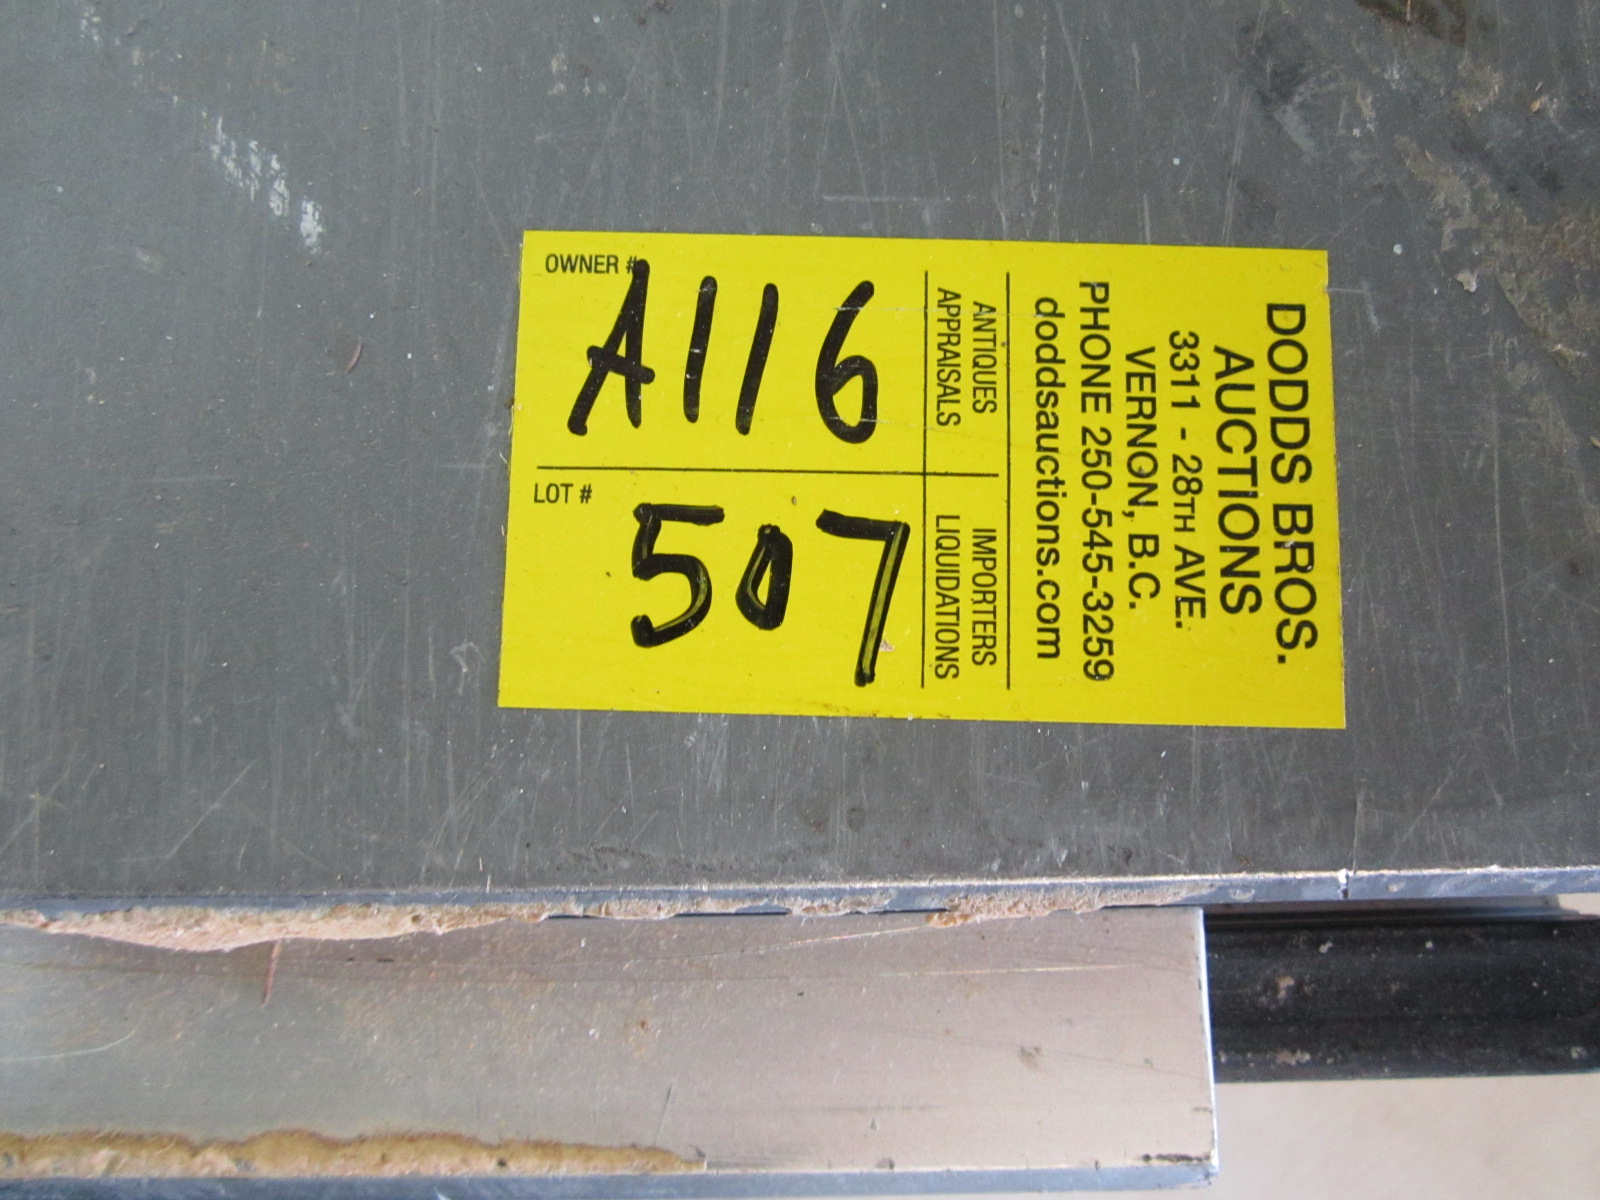 OWNER #
A116
LOT #
507
DODDS BROS.
AUCTIONS
3311 - 28TH AVE.
VERNON, B.C.
PHONE 250-545-3259
doddsauctions.com
ANTIQUES IMPORTERS
APPRAISALS LIQUIDATIONS